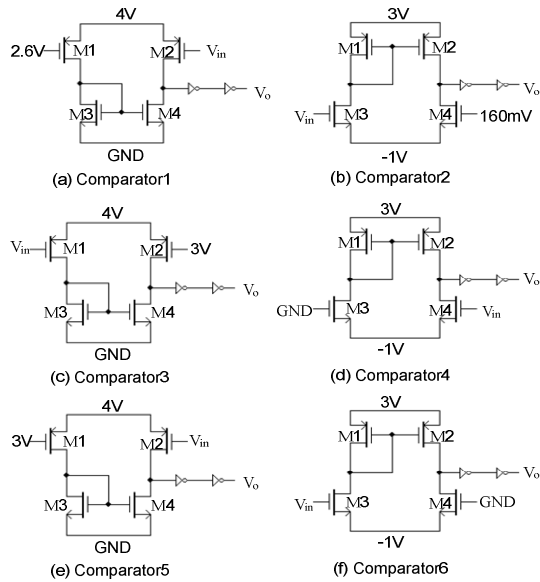 4V
2.6V M1 M2 Vin
M3 M4 Vo
GND
(a) Comparator1
3V
M1 M2
Vo
Vin M3 M4 160mV
-1V
(b) Comparator2
4V
Vin M1 M2 3V
M3 M4 Vo
GND
(c) Comparator3
3V
M1 M2
Vo
GND M3 M4 Vin
-1V
(d) Comparator4
4V
3V M1 M2 Vin
M3 M4 Vo
GND
(e) Comparator5
3V
M1 M2
Vo
Vin M3 M4 GND
-1V
(f) Comparator6